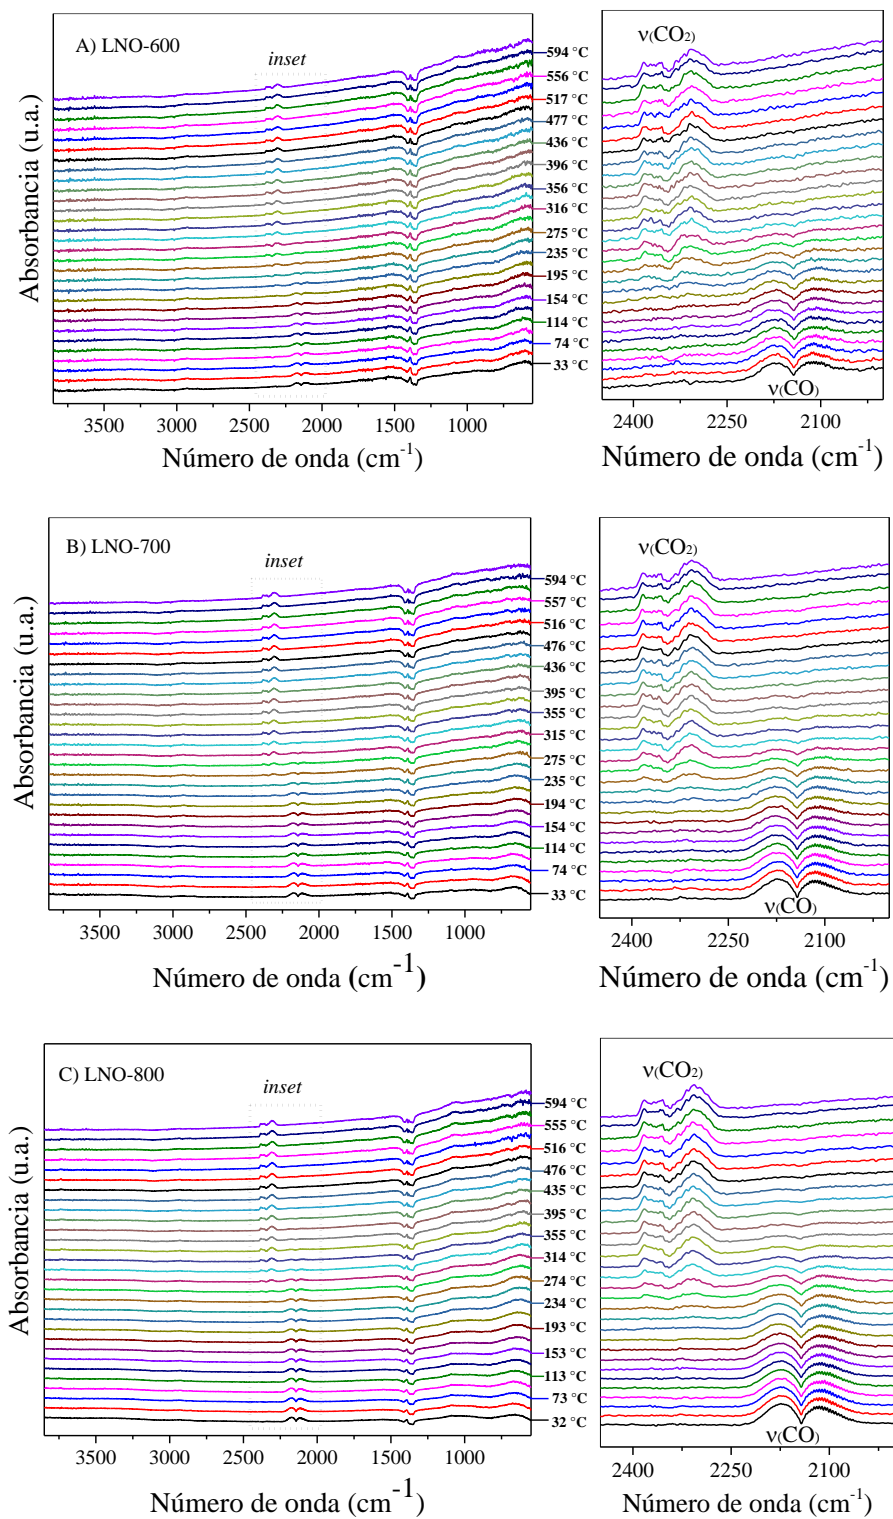 A) LNO-600
inset
Absorbancia (u.a.)
594 °C
556 °C
517 °C
477 °C
436 °C
396 °C
356 °C
316 °C
275 °C
235 °C
195 °C
154 °C
114 °C
74 °C
33 °C
3500 3000 2500 2000 1500 1000
Número de onda (cm-1)
ν(CO2)
ν(CO)
2400 2250 2100
Número de onda (cm-1)
B) LNO-700
inset
Absorbancia (u.a.)
594 °C
557 °C
516 °C
476 °C
436 °C
395 °C
355 °C
315 °C
275 °C
235 °C
194 °C
154 °C
114 °C
74 °C
33 °C
3500 3000 2500 2000 1500 1000
Número de onda (cm-1)
ν(CO2)
ν(CO)
2400 2250 2100
Número de onda (cm-1)
C) LNO-800
inset
Absorbancia (u.a.)
594 °C
555 °C
516 °C
476 °C
435 °C
395 °C
355 °C
314 °C
274 °C
234 °C
193 °C
153 °C
113 °C
73 °C
32 °C
3500 3000 2500 2000 1500 1000
Número de onda (cm-1)
ν(CO2)
ν(CO)
2400 2250 2100
Número de onda (cm-1)